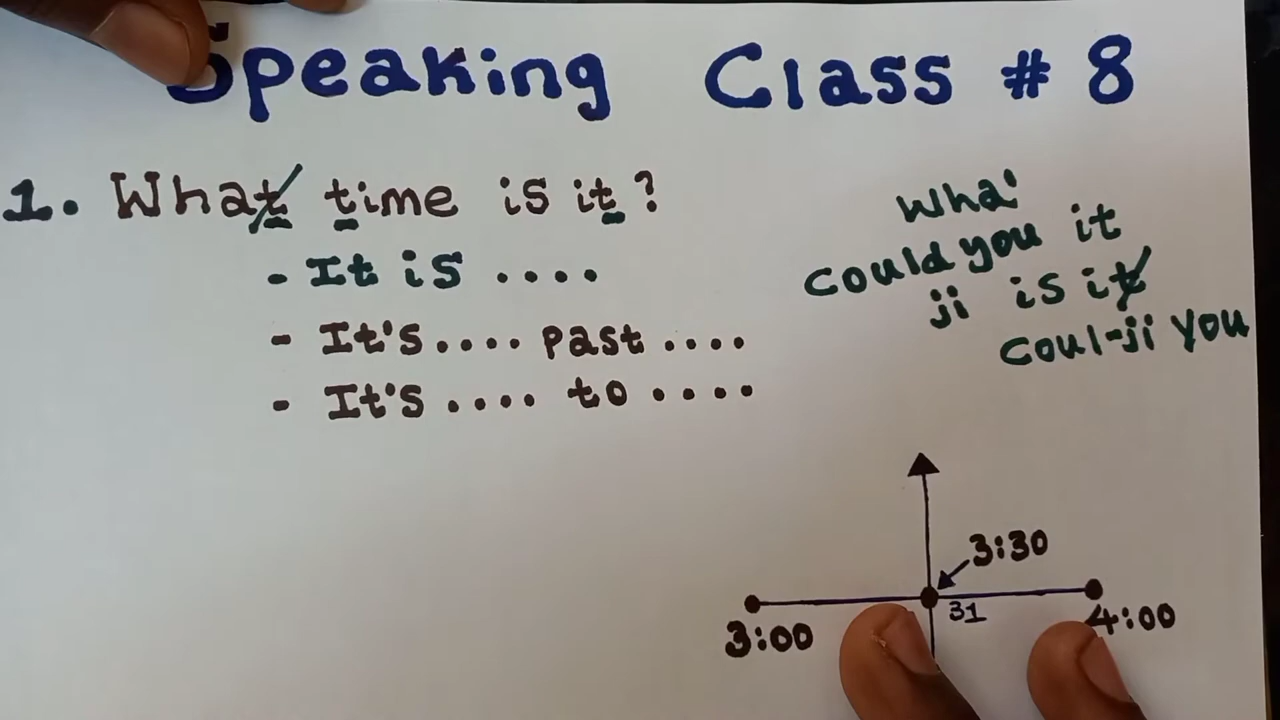 Speaking Class # 8
1. What time is it ?
- It is ....
- It's .... past ....
- It's .... to ....
Wha'
could you it
ji is it
coul-ji you
3:30
31
3:00
4:00